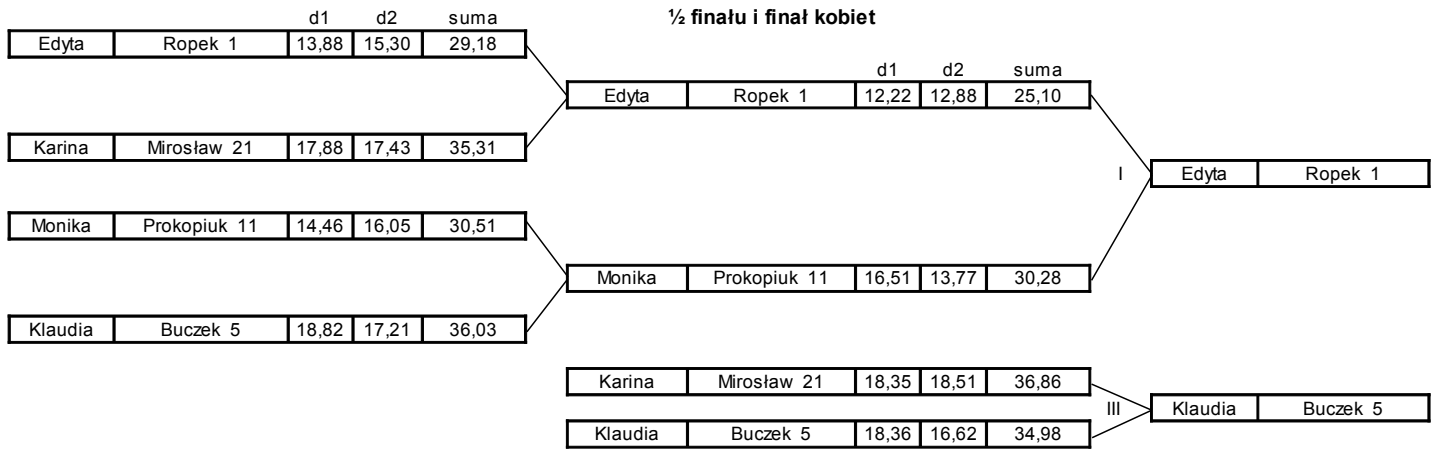 ½ finału i finał kobiet
d1 d2 suma
Edyta Ropek 1 13,88 15,30 29,18
d1 d2 suma
Edyta Ropek 1 12,22 12,88 25,10
Karina Mirosław 21 17,88 17,43 35,31
I Edyta Ropek 1
Monika Prokopiuk 11 14,46 16,05 30,51
Monika Prokopiuk 11 16,51 13,77 30,28
Klaudia Buczek 5 18,82 17,21 36,03
Karina Mirosław 21 18,35 18,51 36,86
III Klaudia Buczek 5
Klaudia Buczek 5 18,36 16,62 34,98